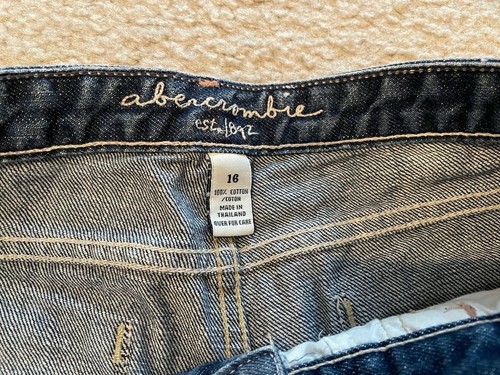 abercrombie
est. 1892
16
100% COTTON
/COTON
MADE IN
THAILAND
OVER FOR CARE